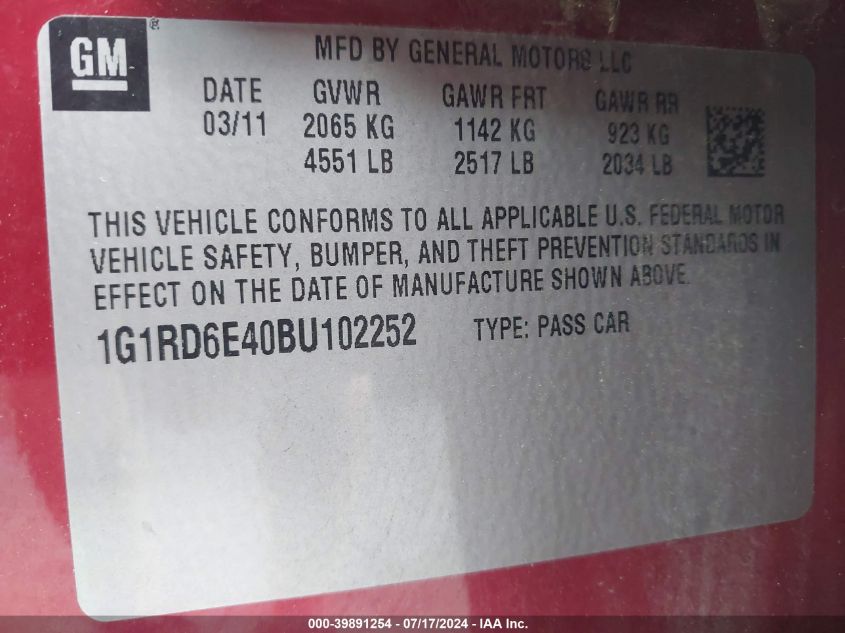 GM ®
MFD BY GENERAL MOTORS LLC
DATE GVWR GAWR FRT GAWR RR
03/11 2065 KG 1142 KG 923 KG
4551 LB 2517 LB 2034 LB
THIS VEHICLE CONFORMS TO ALL APPLICABLE U.S. FEDERAL MOTOR
VEHICLE SAFETY, BUMPER, AND THEFT PREVENTION STANDARDS IN
EFFECT ON THE DATE OF MANUFACTURE SHOWN ABOVE.
1G1RD6E40BU102252 TYPE: PASS CAR
000-39891254 - 07/17/2024 - IAA Inc.